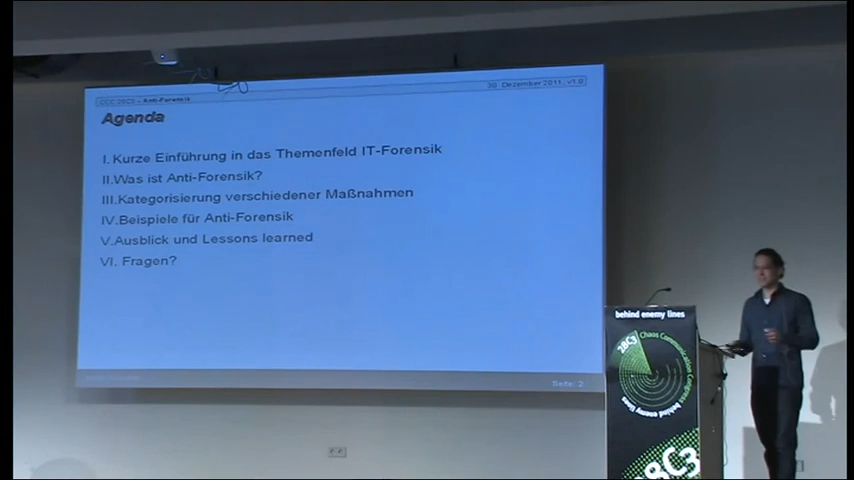 CCC 28C3 - Anti-Forensik
30. Dezember 2011, v1.0
Agenda
I. Kurze Einführung in das Themenfeld IT-Forensik
II.Was ist Anti-Forensik?
III.Kategorisierung verschiedener Maßnahmen
IV.Beispiele für Anti-Forensik
V.Ausblick und Lessons learned
VI. Fragen?
Seite: 2
behind enemy lines
28C3 Chaos Communication Congress behind enemy lines
28C3